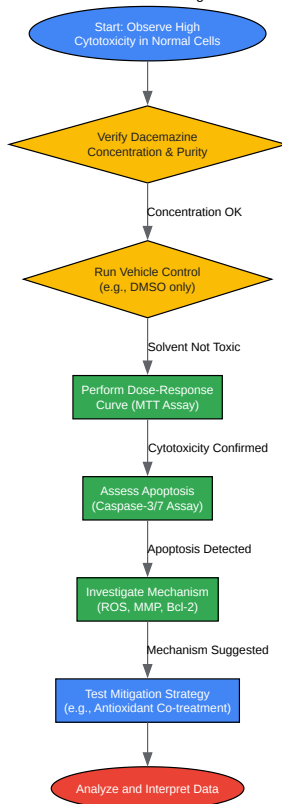 Start: Observe High
Cytotoxicity in Normal Cells
Verify Dacemazine
Concentration & Purity
Concentration OK
Run Vehicle Control
(e.g., DMSO only)
Solvent Not Toxic
Perform Dose-Response
Curve (MTT Assay)
Cytotoxicity Confirmed
Assess Apoptosis
(Caspase-3/7 Assay)
Apoptosis Detected
Investigate Mechanism
(ROS, MMP, Bcl-2)
Mechanism Suggested
Test Mitigation Strategy
(e.g., Antioxidant Co-treatment)
Analyze and Interpret Data